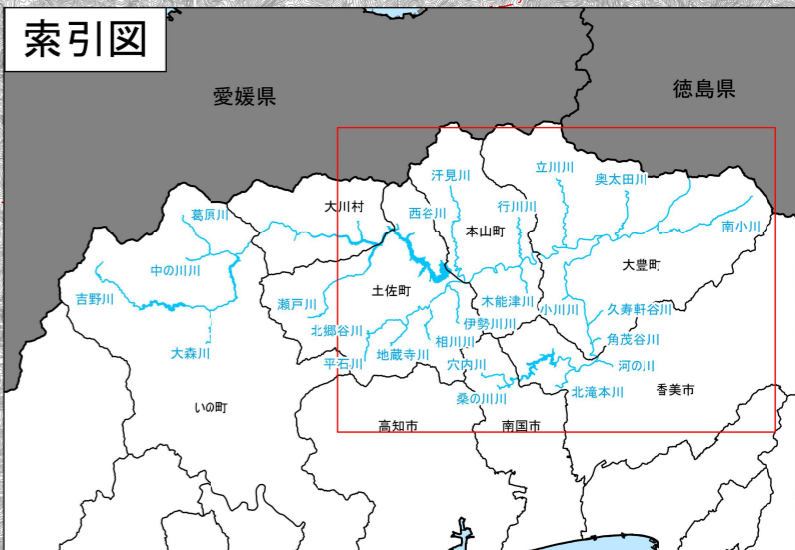 索引図
愛媛県
徳島県
汗見川
立川川
奥太田川
葛原川
大川村
西谷川
行川川
本山町
南小川
中の川川
大豊町
吉野川
瀬戸川
土佐町
木能津川
小川川
久寿軒谷川
北郷谷川
伊勢川川
大森川
相川川
角茂谷川
平石川
地蔵寺川
穴内川
河の川
桑の川川
北滝本川
香美市
いの町
高知市
南国市